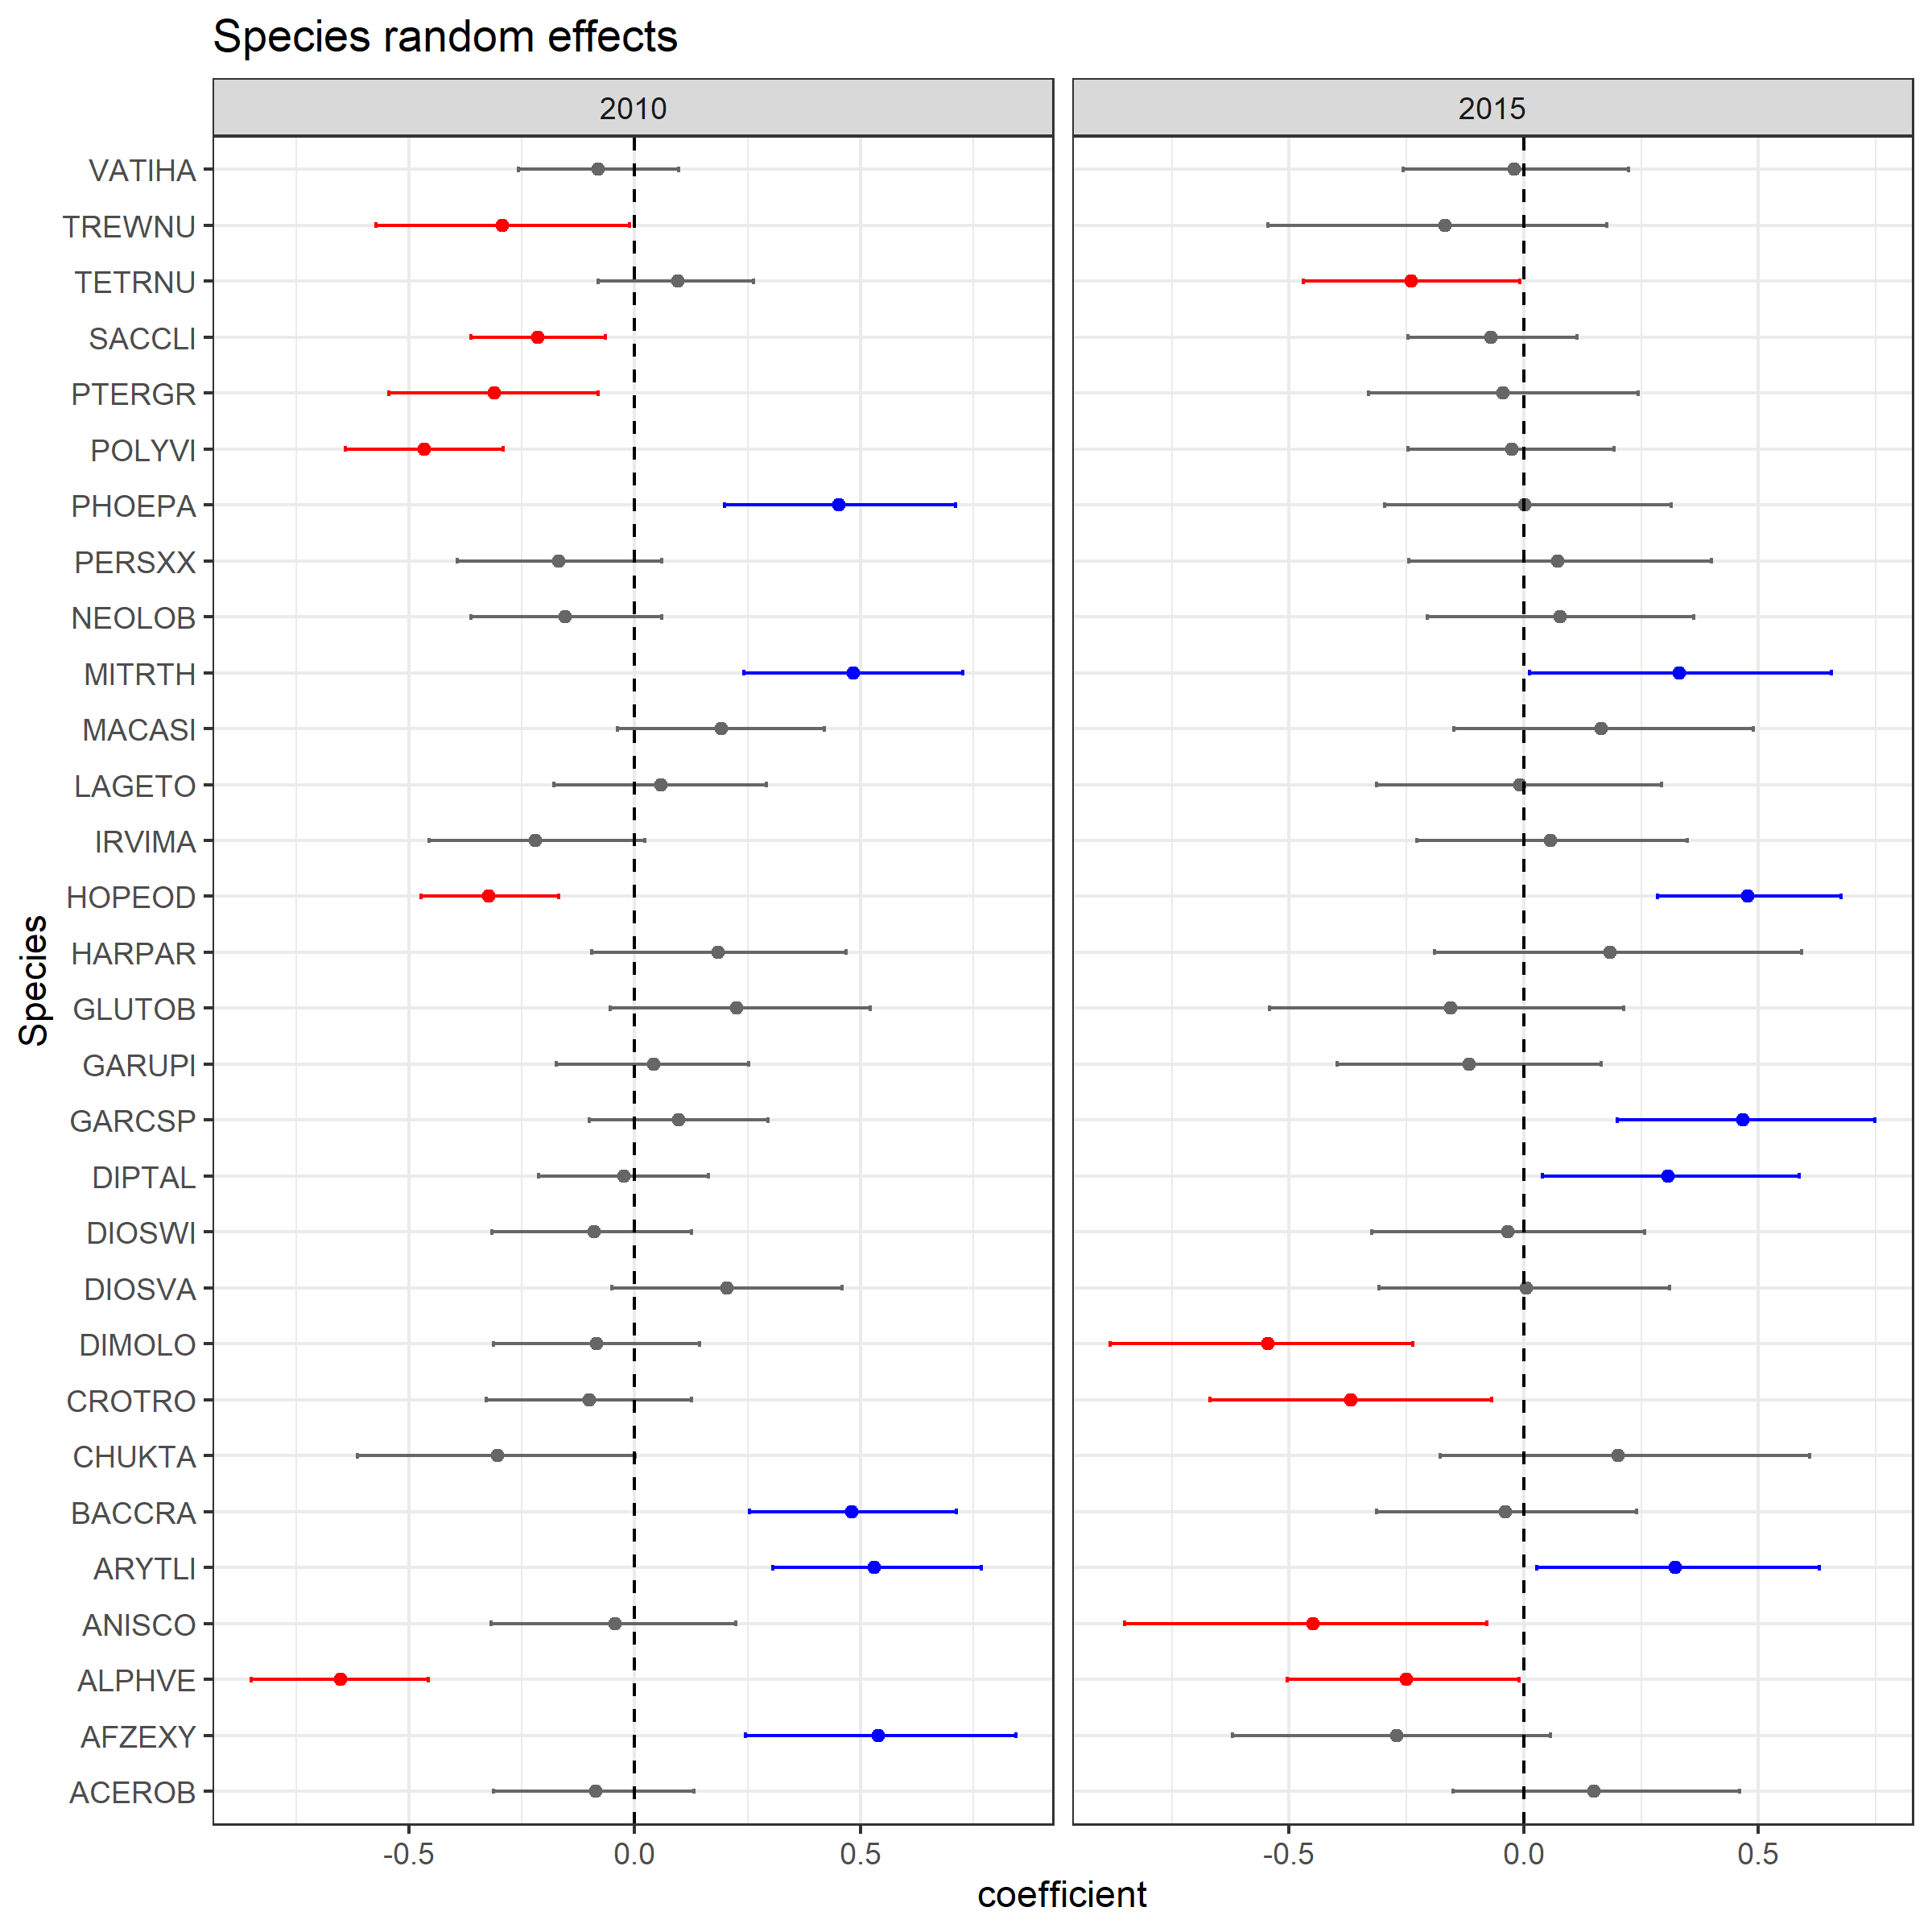 Species random effects
2010
2015
Species
VATIHA
TREWNU
TETRNU
SACCLI
PTERGR
POLYVI
PHOEPA
PERSXX
NEOLOB
MITRTH
MACASI
LAGETO
IRVIMA
HOPEOD
HARPAR
GLUTOB
GARUPI
GARCSP
DIPTAL
DIOSWI
DIOSVA
DIMOLO
CROTRO
CHUKTA
BACCRA
ARYTLI
ANISCO
ALPHVE
AFZEXY
ACEROB
-0.5 0.0 0.5
-0.5 0.0 0.5
coefficient